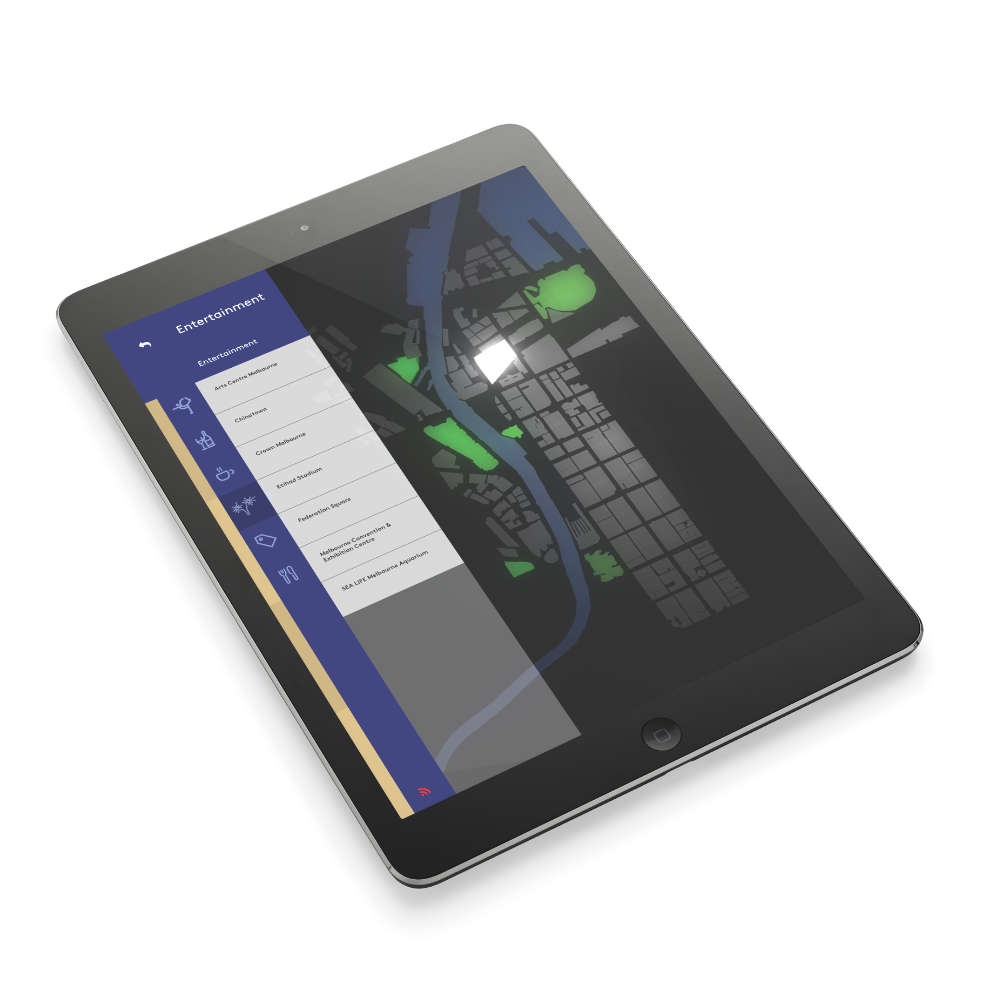 Entertainment
Entertainment
Arts Centre Melbourne
Chinatown
Crown Melbourne
Etihad Stadium
Federation Square
Melbourne Convention &
Exhibition Centre
SEA LIFE Melbourne Aquarium